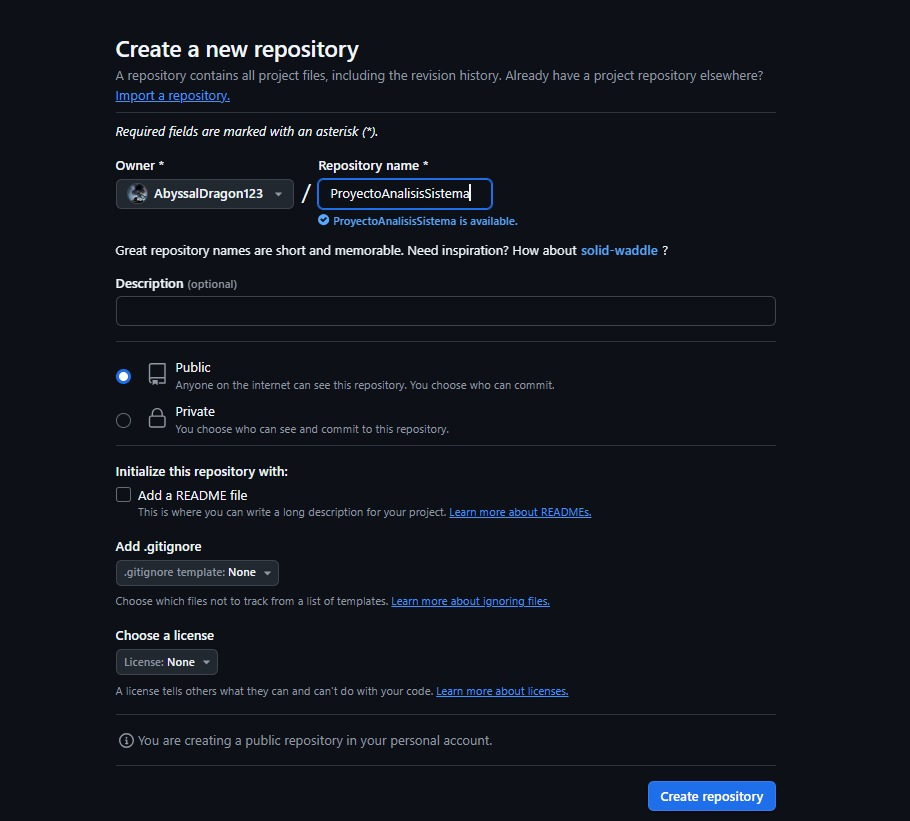 Create a new repository
A repository contains all project files, including the revision history. Already have a project repository elsewhere?
Import a repository.
Required fields are marked with an asterisk (*).
Owner * Repository name *
AbyssalDragon123 / ProyectoAnalisisSistema
ProyectoAnalisisSistema is available.
Great repository names are short and memorable. Need inspiration? How about solid-waddle ?
Description (optional)
Public
Anyone on the internet can see this repository. You choose who can commit.
Private
You choose who can see and commit to this repository.
Initialize this repository with:
Add a README file
This is where you can write a long description for your project. Learn more about READMEs.
Add .gitignore
.gitignore template: None
Choose which files not to track from a list of templates. Learn more about ignoring files.
Choose a license
License: None
A license tells others what they can and can't do with your code. Learn more about licenses.
You are creating a public repository in your personal account.
Create repository